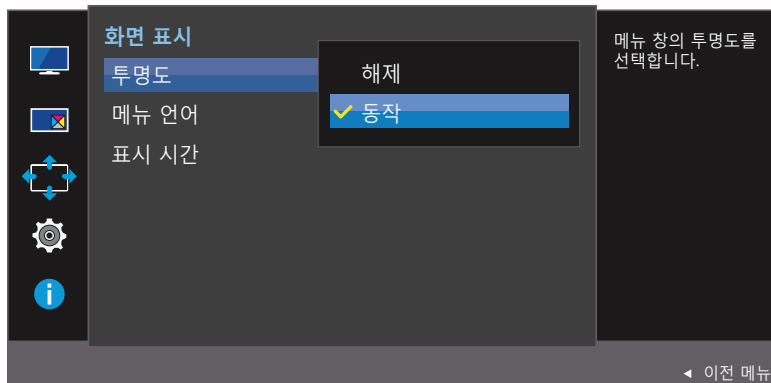 화면 표시
투명도
해제
동작
메뉴 언어
표시 시간
메뉴 창의 투명도를
선택합니다.
이전 메뉴